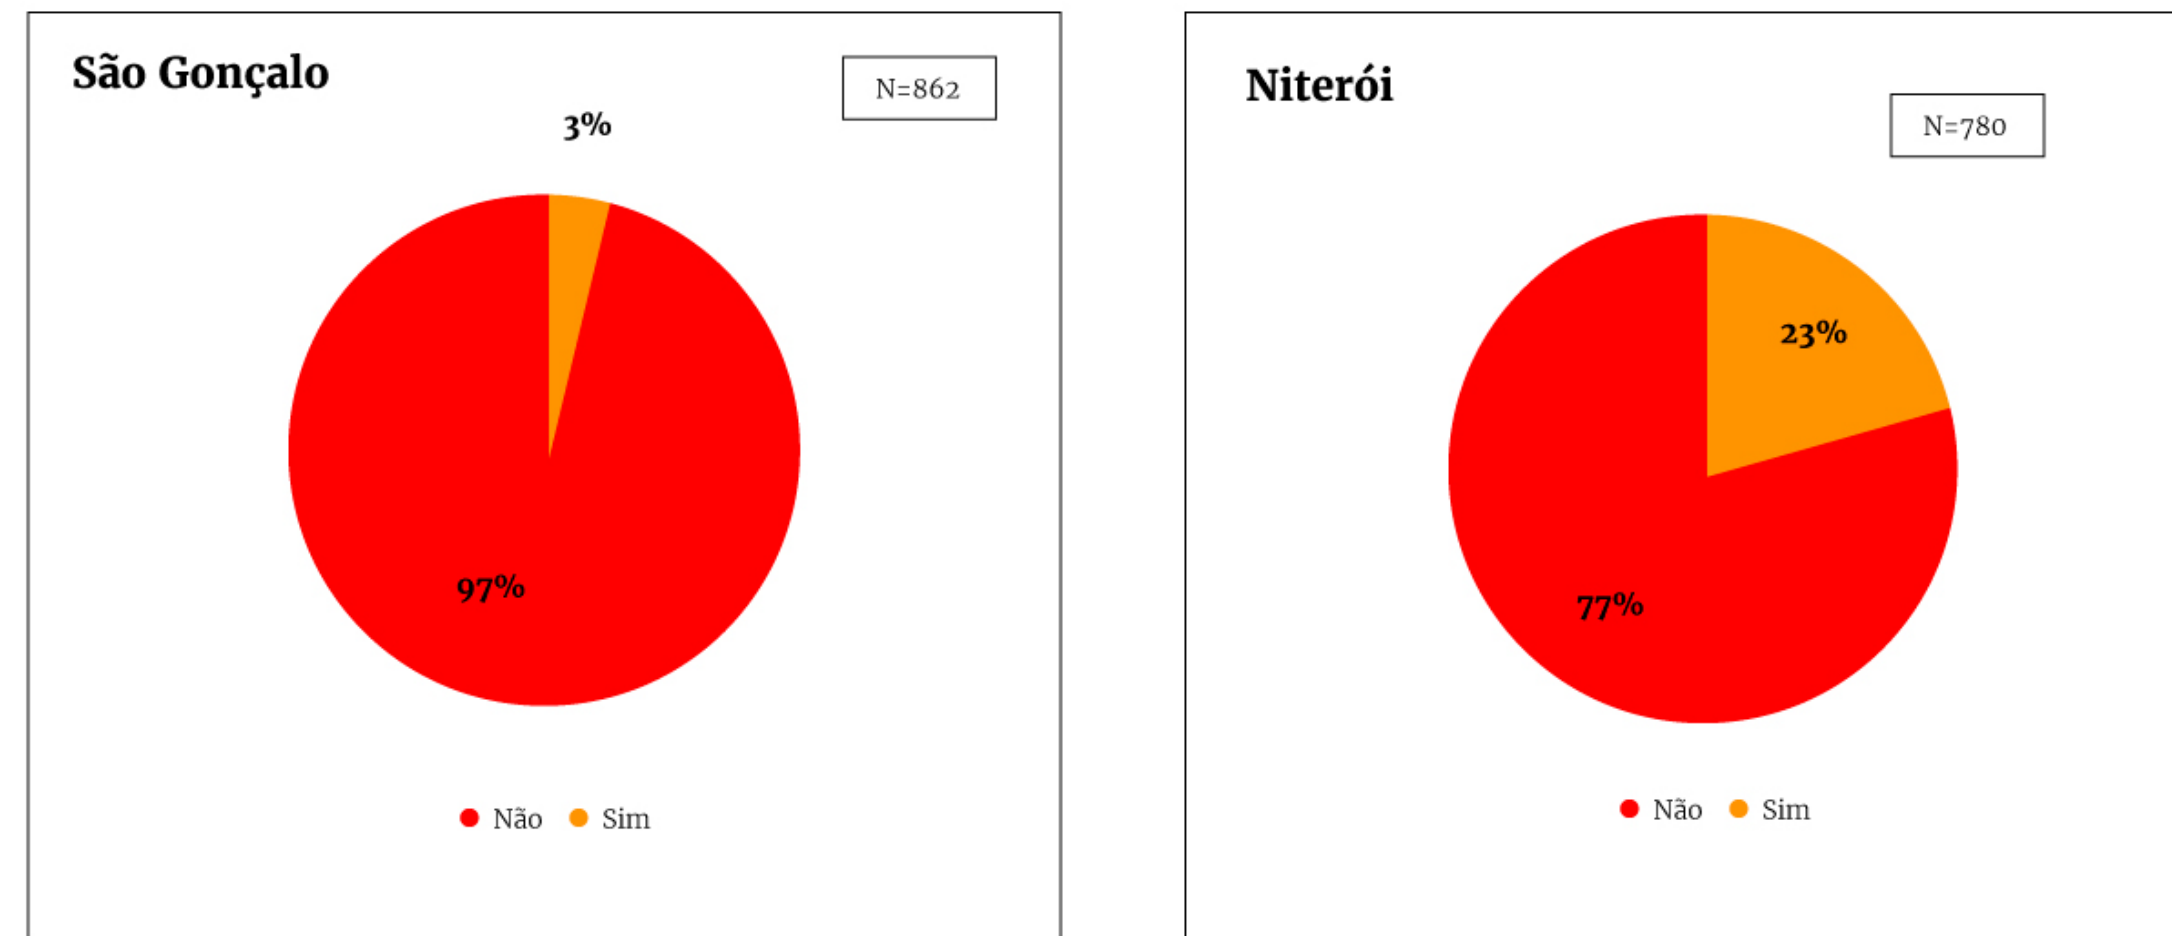 São Gonçalo
N=862
3%
97%
Não Sim
Niterói
N=780
23%
77%
Não Sim